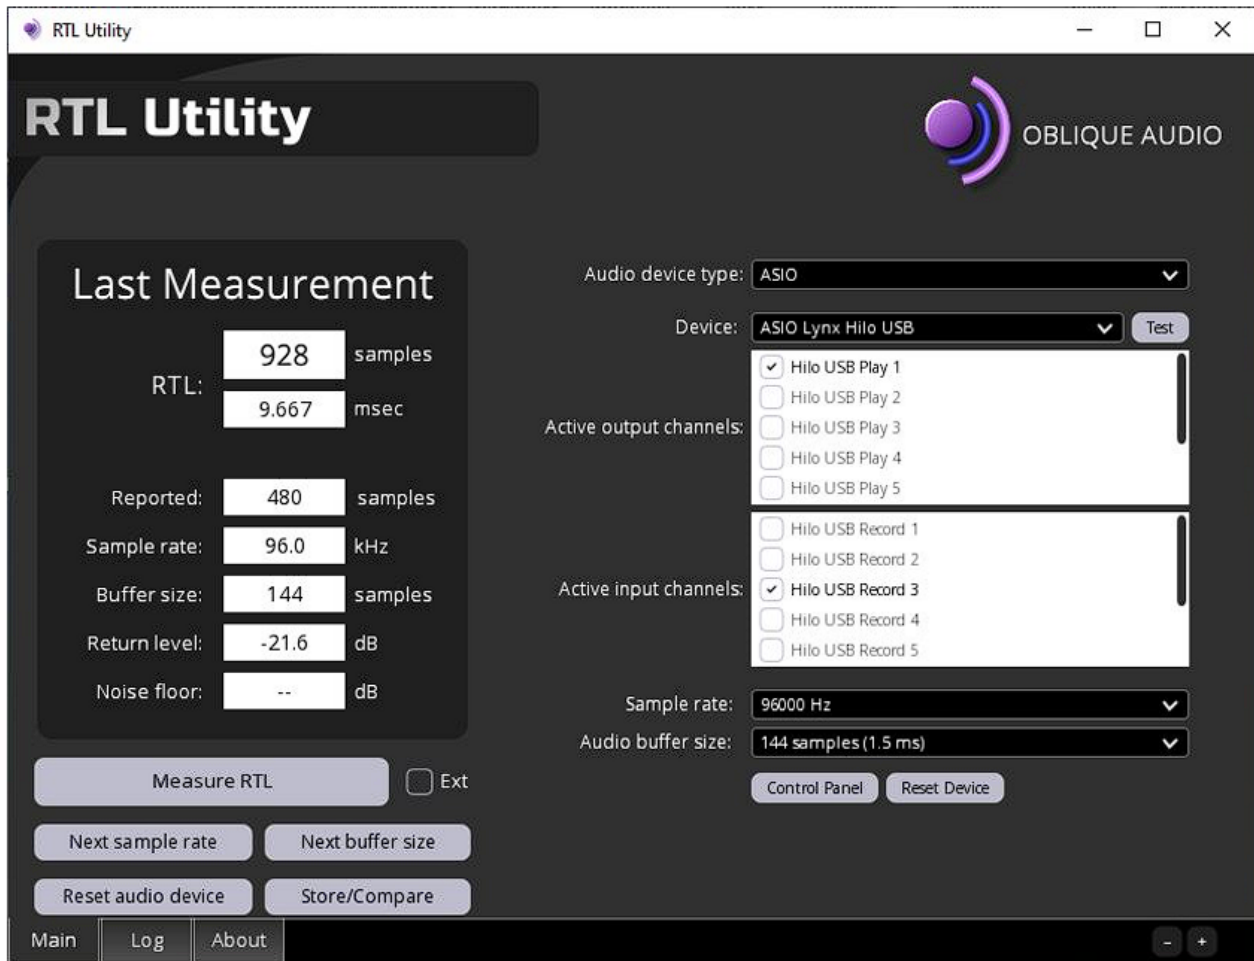 RTL Utility
RTL Utility
OBLIQUE AUDIO
Last Measurement
RTL:
928 samples
9.667 msec
Reported: 480 samples
Sample rate: 96.0 kHz
Buffer size: 144 samples
Return level: -21.6 dB
Noise floor: -- dB
Measure RTL
Ext
Next sample rate
Next buffer size
Reset audio device
Store/Compare
Audio device type: ASIO
Device: ASIO Lynx Hilo USB
Test
Active output channels:
Hilo USB Play 1
Hilo USB Play 2
Hilo USB Play 3
Hilo USB Play 4
Hilo USB Play 5
Active input channels:
Hilo USB Record 1
Hilo USB Record 2
Hilo USB Record 3
Hilo USB Record 4
Hilo USB Record 5
Sample rate: 96000 Hz
Audio buffer size: 144 samples (1.5 ms)
Control Panel
Reset Device
Main
Log
About
- +